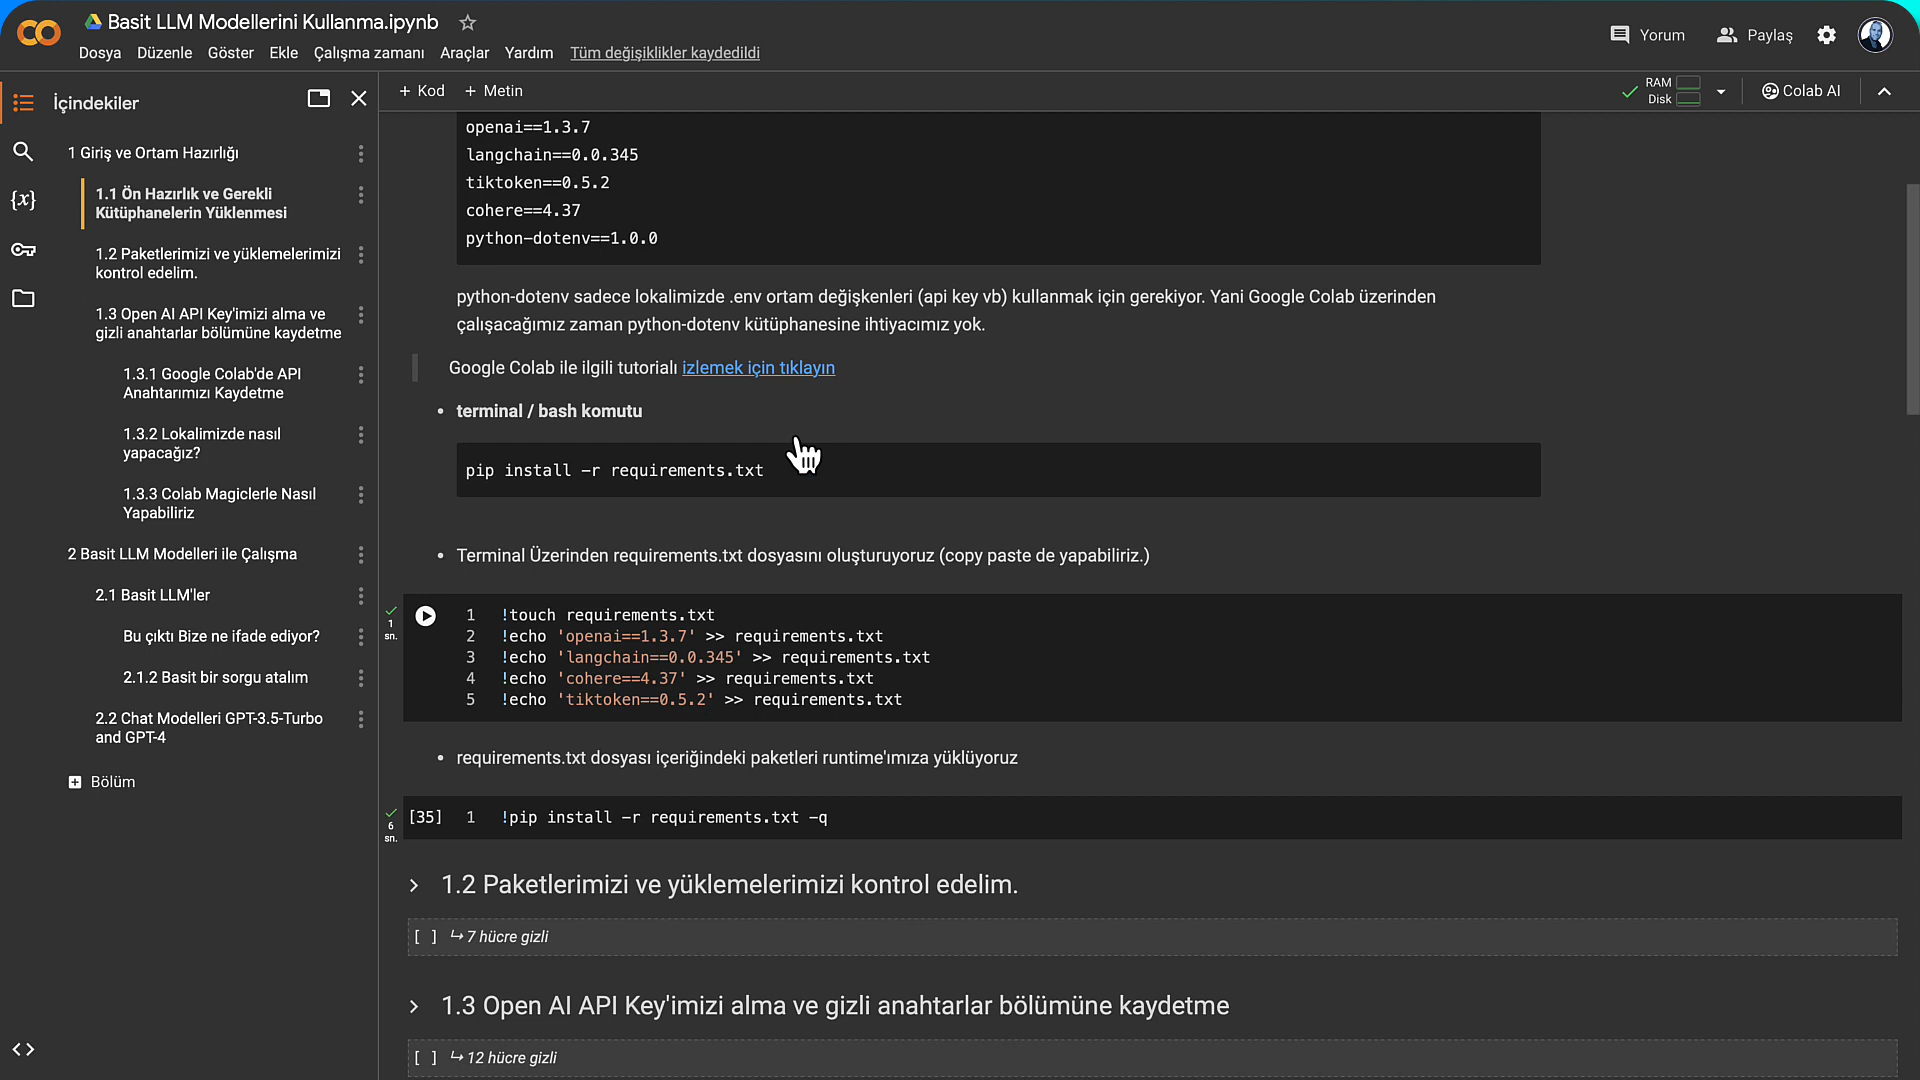 Basit LLM Modellerini Kullanma.ipynb
Dosya Düzenle Göster Ekle Çalışma zamanı Araçlar Yardım Tüm değişiklikler kaydedildi
Yorum Paylaş
İçindekiler
1 Giriş ve Ortam Hazırlığı
1.1 Ön Hazırlık ve Gerekli
Kütüphanelerin Yüklenmesi
1.2 Paketlerimizi ve yüklemelerimizi
kontrol edelim.
1.3 Open AI API Key'imizi alma ve
gizli anahtarlar bölümüne kaydetme
1.3.1 Google Colab'de API
Anahtarımızı Kaydetme
1.3.2 Lokalimizde nasıl
yapacağız?
1.3.3 Colab Magiclerle Nasıl
Yapabiliriz
2 Basit LLM Modelleri ile Çalışma
2.1 Basit LLM'ler
Bu çıktı Bize ne ifade ediyor?
2.1.2 Basit bir sorgu atalım
2.2 Chat Modelleri GPT-3.5-Turbo
and GPT-4
Bölüm
+ Kod + Metin
RAM
Disk
Colab AI
openai==1.3.7
langchain==0.0.345
tiktoken==0.5.2
cohere==4.37
python-dotenv==1.0.0
python-dotenv sadece lokalimizde .env ortam değişkenleri (api key vb) kullanmak için gerekiyor. Yani Google Colab üzerinden
çalışacağımız zaman python-dotenv kütüphanesine ihtiyacımız yok.
Google Colab ile ilgili tutorialı izlemek için tıklayın
• terminal / bash komutu
pip install -r requirements.txt
• Terminal Üzerinden requirements.txt dosyasını oluşturuyoruz (copy paste de yapabiliriz.)
1 sn.
1 !touch requirements.txt
2 !echo 'openai==1.3.7' >> requirements.txt
3 !echo 'langchain==0.0.345' >> requirements.txt
4 !echo 'cohere==4.37' >> requirements.txt
5 !echo 'tiktoken==0.5.2' >> requirements.txt
• requirements.txt dosyası içeriğindeki paketleri runtime'ımıza yüklüyoruz
6 sn.
[35] 1 !pip install -r requirements.txt -q
1.2 Paketlerimizi ve yüklemelerimizi kontrol edelim.
[ ] ↳ 7 hücre gizli
1.3 Open AI API Key'imizi alma ve gizli anahtarlar bölümüne kaydetme
[ ] ↳ 12 hücre gizli